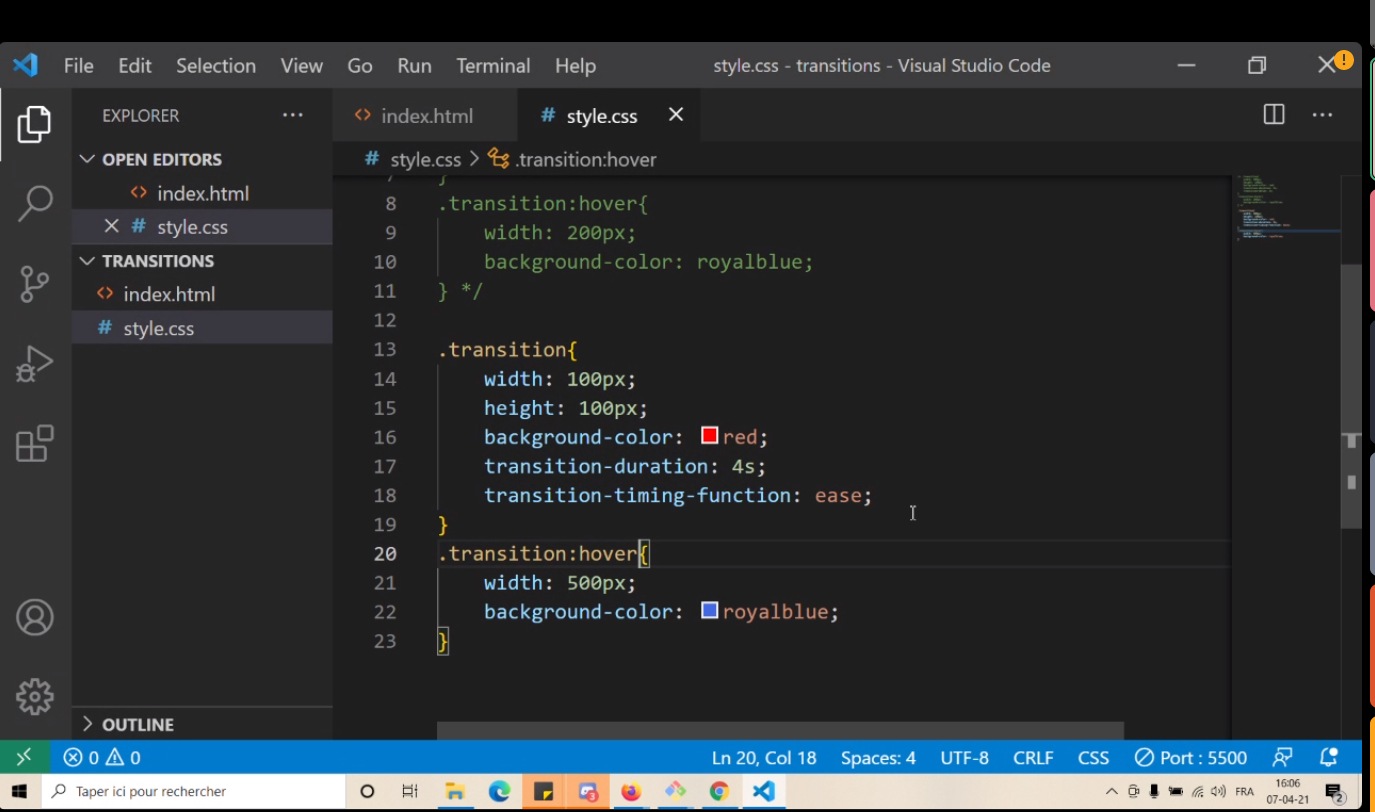 File Edit Selection View Go Run Terminal Help style.css - transitions - Visual Studio Code
EXPLORER
index.html
style.css
OPEN EDITORS
index.html
style.css
TRANSITIONS
index.html
style.css
OUTLINE
style.css > .transition:hover
7 }
8 .transition:hover{
9 width: 200px;
10 background-color: royalblue;
11 } */
12
13 .transition{
14 width: 100px;
15 height: 100px;
16 background-color: red;
17 transition-duration: 4s;
18 transition-timing-function: ease;
19 }
20 .transition:hover{
21 width: 500px;
22 background-color: royalblue;
23 }
0 0 Ln 20, Col 18 Spaces: 4 UTF-8 CRLF CSS Port : 5500
Taper ici pour rechercher
3
FRA
16:06
07-04-21
2